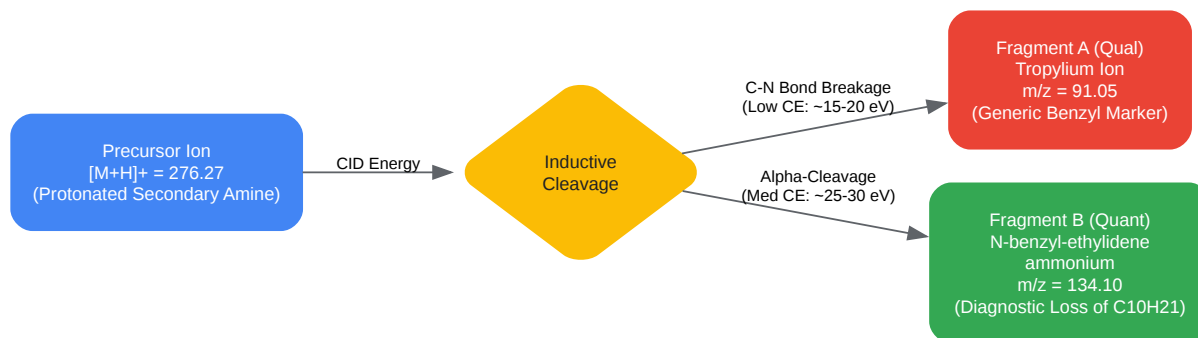 Precursor Ion
[M+H]+ = 276.27
(Protonated Secondary Amine)
CID Energy
Inductive
Cleavage
C-N Bond Breakage
(Low CE: ~15-20 eV)
Alpha-Cleavage
(Med CE: ~25-30 eV)
Fragment A (Qual)
Tropylium Ion
m/z = 91.05
(Generic Benzyl Marker)
Fragment B (Quant)
N-benzyl-ethylidene
ammonium
m/z = 134.10
(Diagnostic Loss of C10H21)